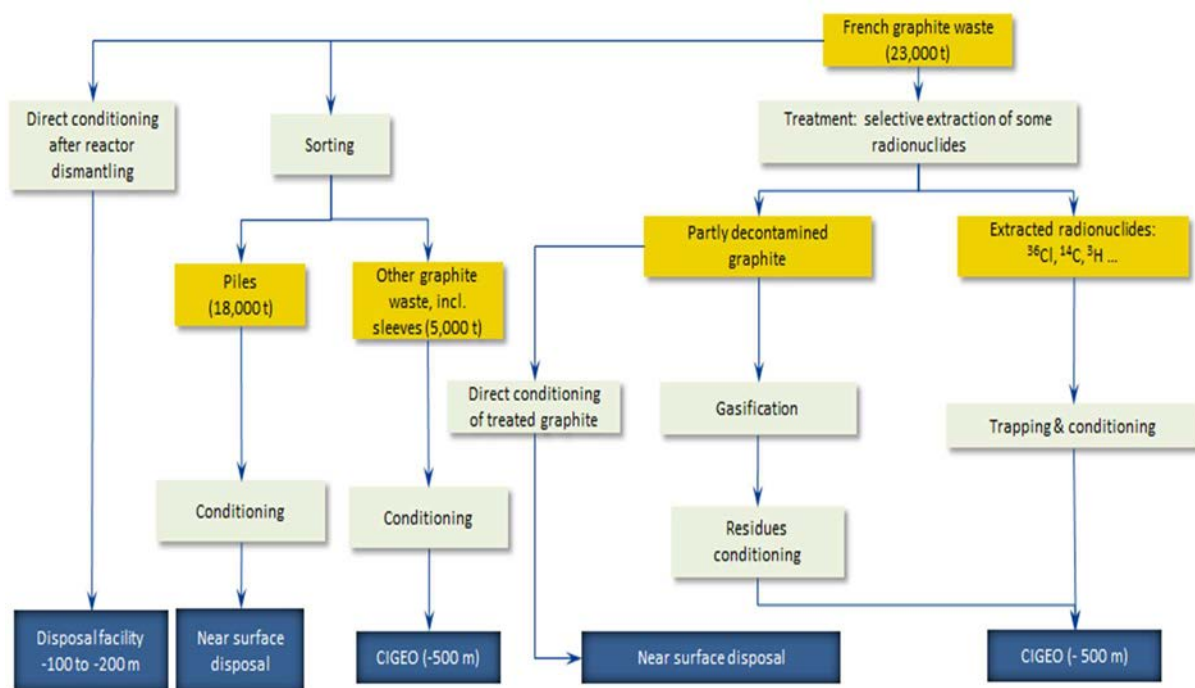 French graphite waste
(23,000 t)
Direct conditioning
after reactor
dismantling
Sorting
Treatment: selective extraction of some
radionuclides
Piles
(18,000 t)
Other graphite
waste, incl.
sleeves (5,000 t)
Partly decontamined
graphite
Extracted radionuclides:
³⁶Cl, ¹⁴C, ³H ...
Direct conditioning
of treated graphite
Gasification
Trapping & conditioning
Conditioning
Conditioning
Residues
conditioning
Disposal facility
-100 to -200 m
Near surface
disposal
CIGEO (-500 m)
Near surface disposal
CIGEO (- 500 m)